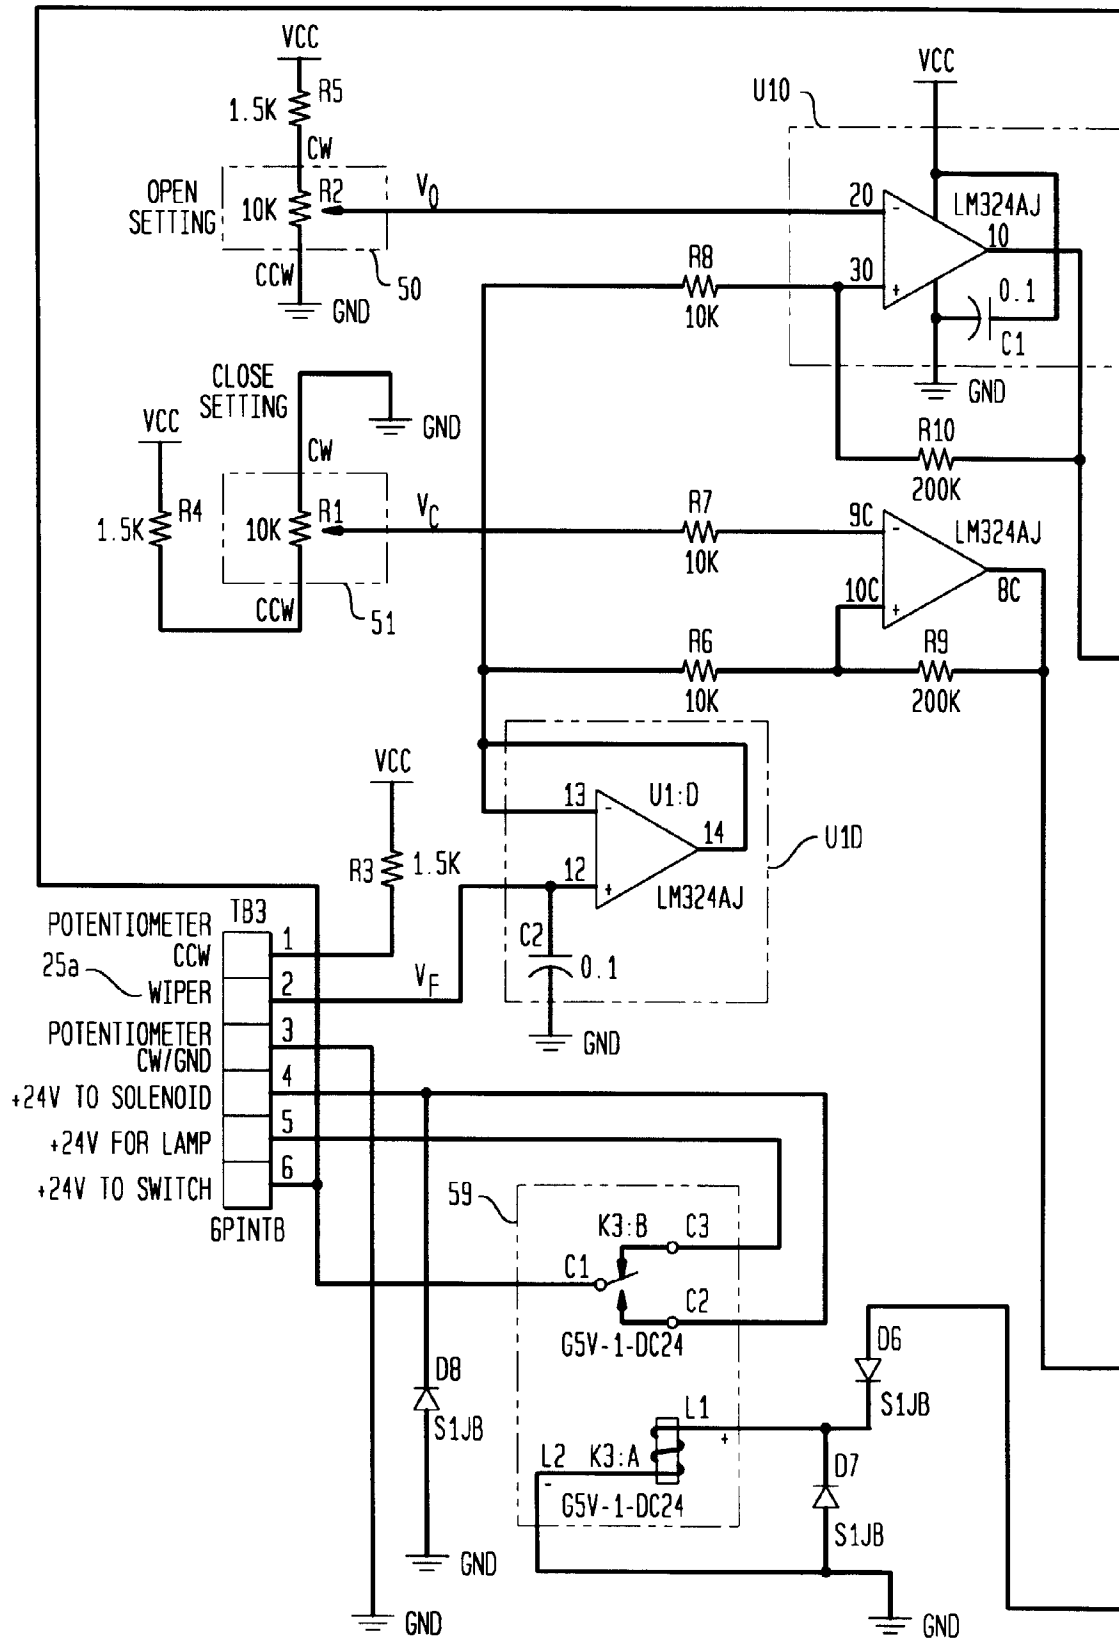 VCC
R5
1.5K
CW
OPEN
SETTING
10K
R2
VO
CCW
50
GND
VCC
U10
20
-
LM324AJ
10
30
+
R8
10K
0.1
C1
GND
R10
200K
CLOSE
SETTING
GND
VCC
CW
R4
1.5K
10K
R1
VC
CCW
51
R7
10K
9C
-
LM324AJ
8C
10C
+
R6
10K
R9
200K
VCC
R3
1.5K
13
-
U1:D
14
U1D
12
+
LM324AJ
C2
0.1
GND
TB3
POTENTIOMETER
CCW
1
25a
WIPER
2
VF
POTENTIOMETER
CW/GND
3
+24V TO SOLENOID
4
+24V FOR LAMP
5
+24V TO SWITCH
6
6PINTB
59
K3:B
C3
C1
C2
G5V-1-DC24
D8
S1JB
GND
L1
+
L2
-
K3:A
G5V-1-DC24
D6
S1JB
D7
S1JB
GND
GND